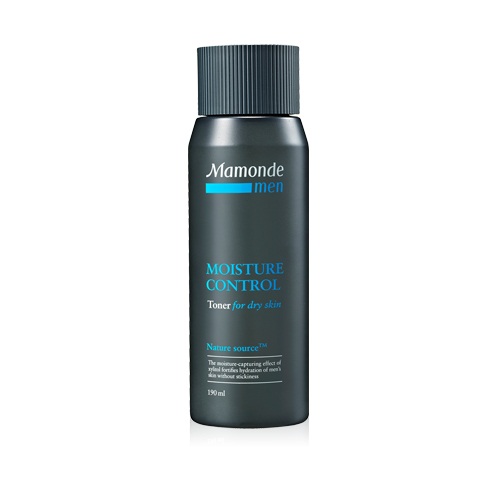 Mamonde
men
MOISTURE
CONTROL
Toner for dry skin
Nature source™
The moisture-capturing effect of
xylitol fortifies hydration of men's
skin without stickiness
190 ml